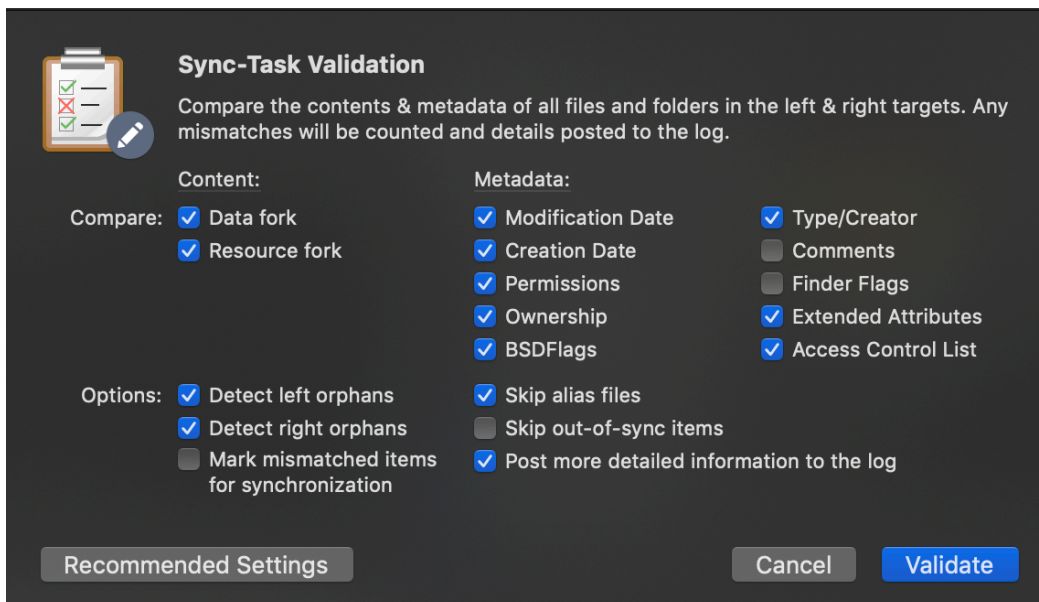 Sync-Task Validation
Compare the contents & metadata of all files and folders in the left & right targets. Any
mismatches will be counted and details posted to the log.
Content:
Metadata:
Compare:
Data fork
Modification Date
Type/Creator
Resource fork
Creation Date
Comments
Permissions
Finder Flags
Ownership
Extended Attributes
BSDFlags
Access Control List
Options:
Detect left orphans
Skip alias files
Detect right orphans
Skip out-of-sync items
Mark mismatched items
for synchronization
Post more detailed information to the log
Recommended Settings
Cancel
Validate